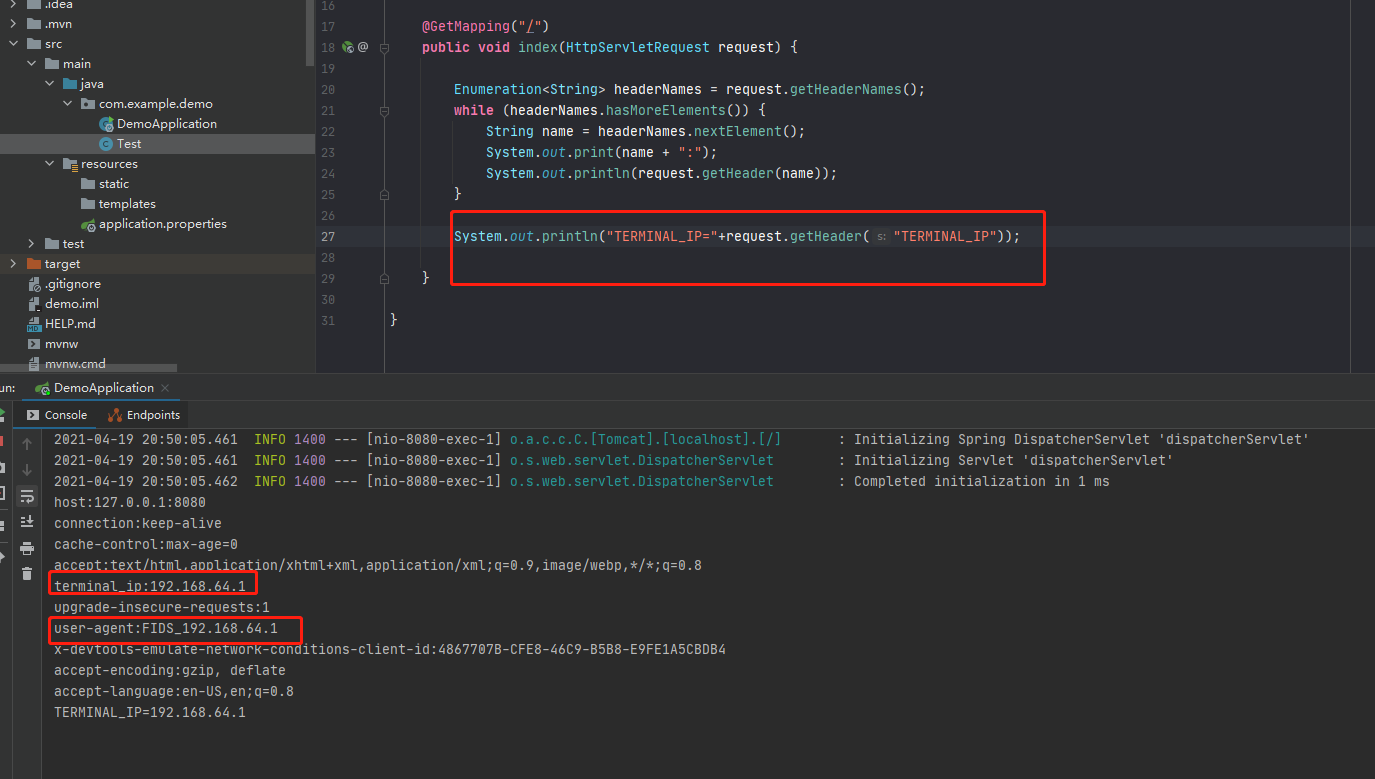 .idea
.mvn
src
main
java
com.example.demo
DemoApplication
Test
resources
static
templates
application.properties
test
target
.gitignore
demo.iml
HELP.md
mvnw
mvnw.cmd
16
17 @GetMapping("/")
18 public void index(HttpServletRequest request) {
19
20 Enumeration<String> headerNames = request.getHeaderNames();
21 while (headerNames.hasMoreElements()) {
22 String name = headerNames.nextElement();
23 System.out.print(name + ":");
24 System.out.println(request.getHeader(name));
25 }
26
27 System.out.println("TERMINAL_IP="+request.getHeader( s: "TERMINAL_IP"));
28
29 }
30
31 }
un: DemoApplication
Console Endpoints
2021-04-19 20:50:05.461 INFO 1400 --- [nio-8080-exec-1] o.a.c.c.C.[Tomcat].[localhost].[/] : Initializing Spring DispatcherServlet 'dispatcherServlet'
2021-04-19 20:50:05.461 INFO 1400 --- [nio-8080-exec-1] o.s.web.servlet.DispatcherServlet : Initializing Servlet 'dispatcherServlet'
2021-04-19 20:50:05.462 INFO 1400 --- [nio-8080-exec-1] o.s.web.servlet.DispatcherServlet : Completed initialization in 1 ms
host:127.0.0.1:8080
connection:keep-alive
cache-control:max-age=0
accept:text/html,application/xhtml+xml,application/xml;q=0.9,image/webp,*/*;q=0.8
terminal_ip:192.168.64.1
upgrade-insecure-requests:1
user-agent:FIDS_192.168.64.1
x-devtools-emulate-network-conditions-client-id:4867707B-CFE8-46C9-B5B8-E9FE1A5CBDB4
accept-encoding:gzip, deflate
accept-language:en-US,en;q=0.8
TERMINAL_IP=192.168.64.1